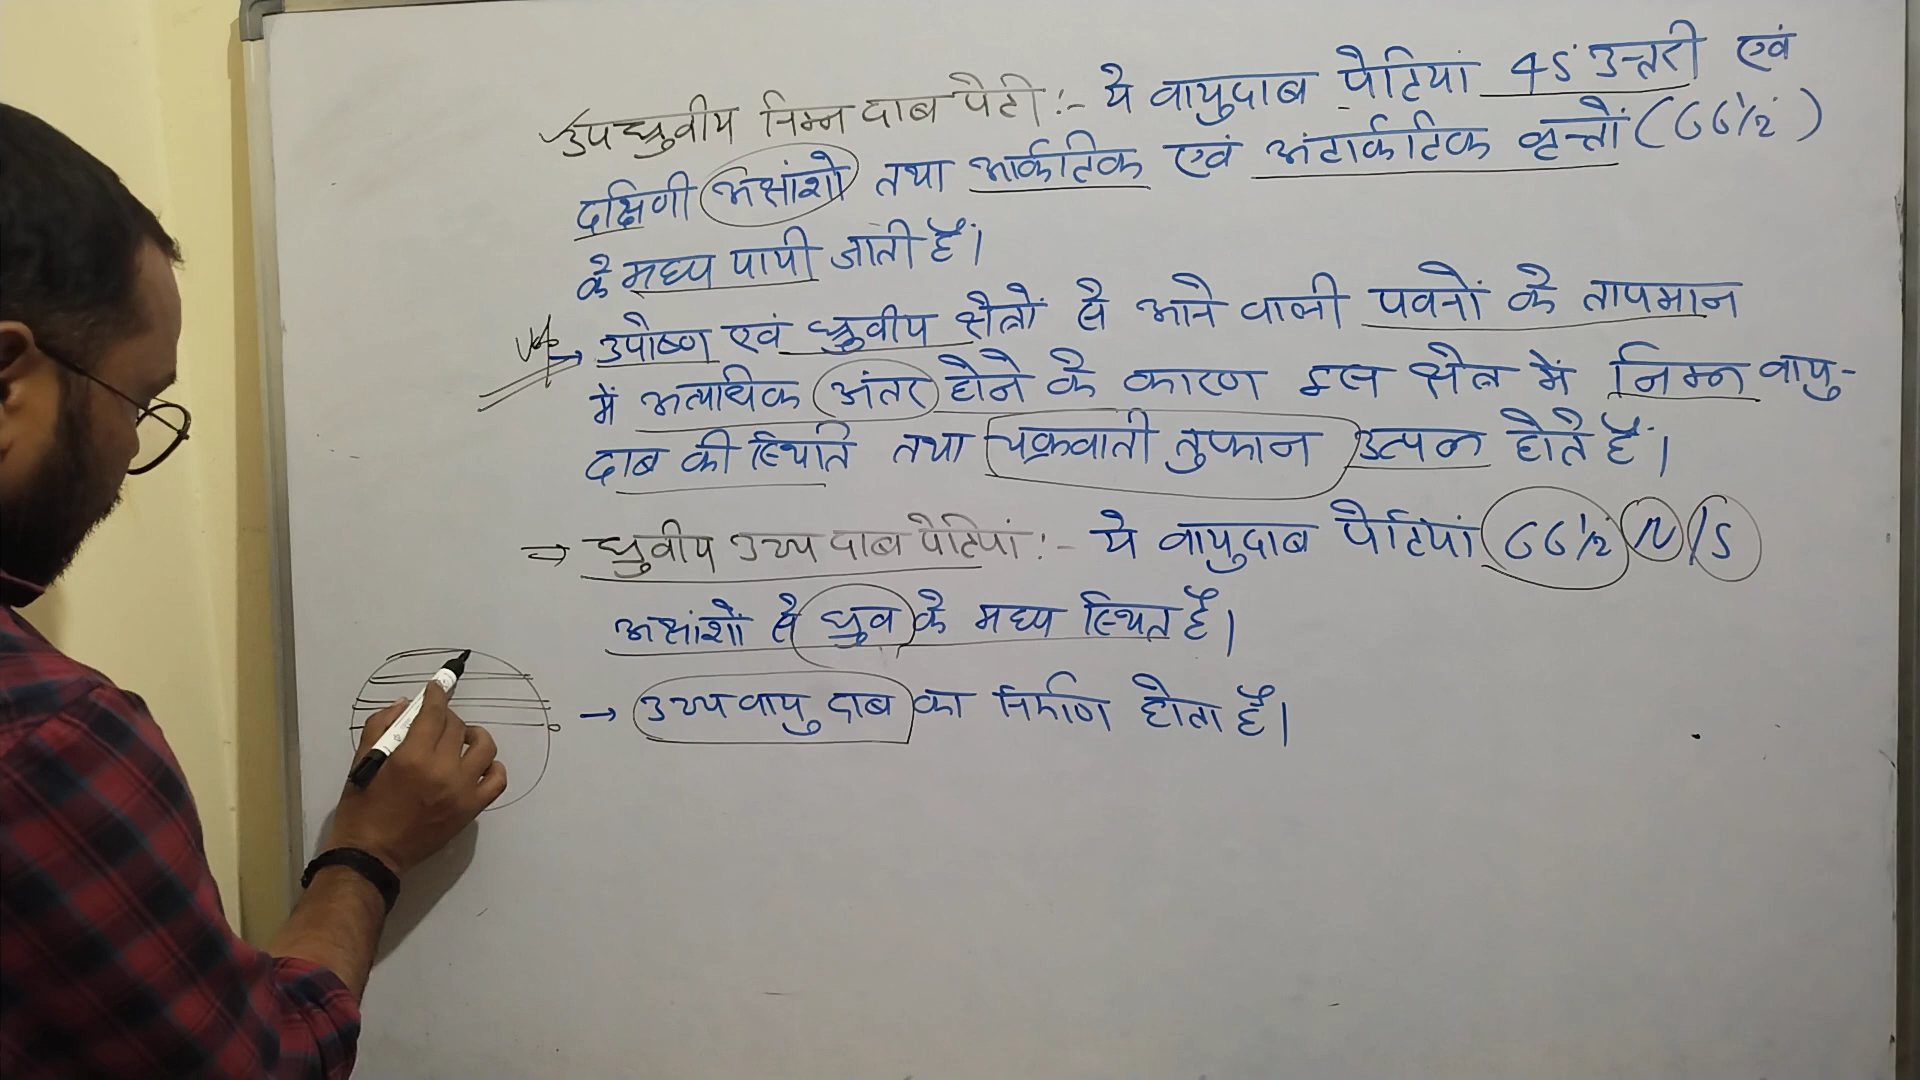 उपध्रुवीय निम्न दाब पेटी :- ये वायुदाब पेटियां 45° उत्तरी एवं
दक्षिणी अक्षांशो तथा आर्कटिक एवं अंटार्कटिक वृत्तों (66½°)
के मध्य पायी जाती हैं।
→ उपोष्ण एवं ध्रुवीय क्षेत्रों से आने वाली पवनों के तापमान
में अत्यधिक अंतर होने के कारण इस क्षेत्र में निम्न वायु-
दाब की स्थिति तथा चक्रवाती तुफान उत्पन्न होते हैं।
→ ध्रुवीय उच्च दाब पेटियां :- ये वायुदाब पेटियां 66½ N/S
अक्षांशों से ध्रुव के मध्य स्थित है।
→ उच्च वायु दाब का निर्माण होता है।